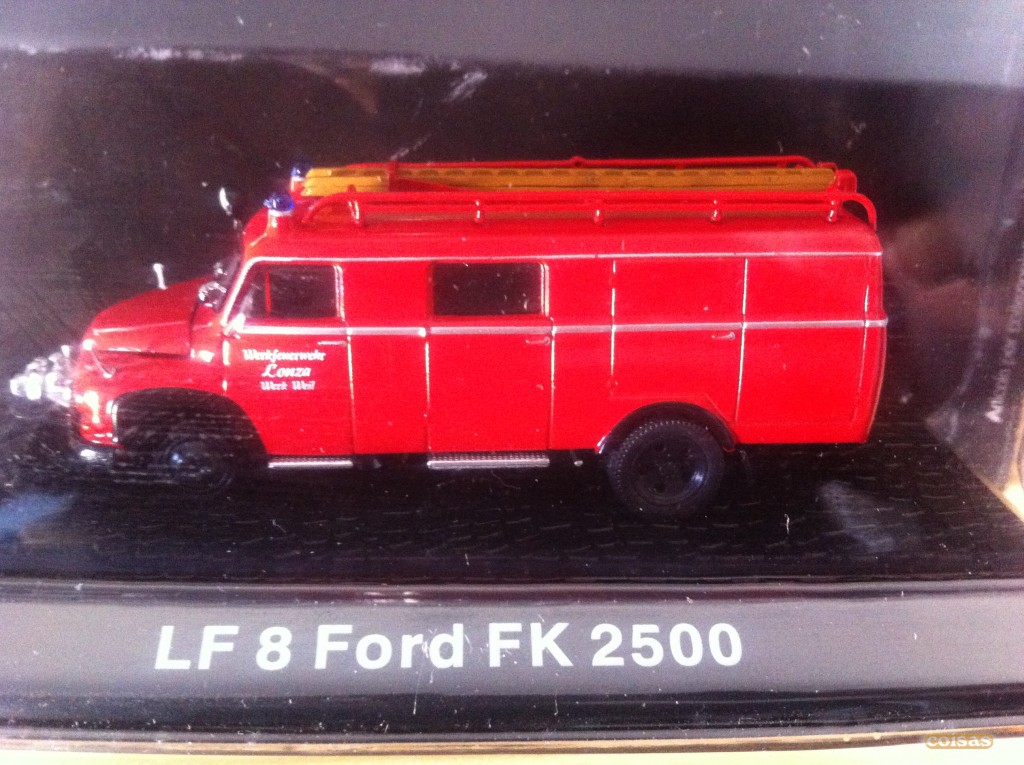 Werkfeuerwehr
Lonza
Werk Weil
LF 8 Ford FK 2500
coisas